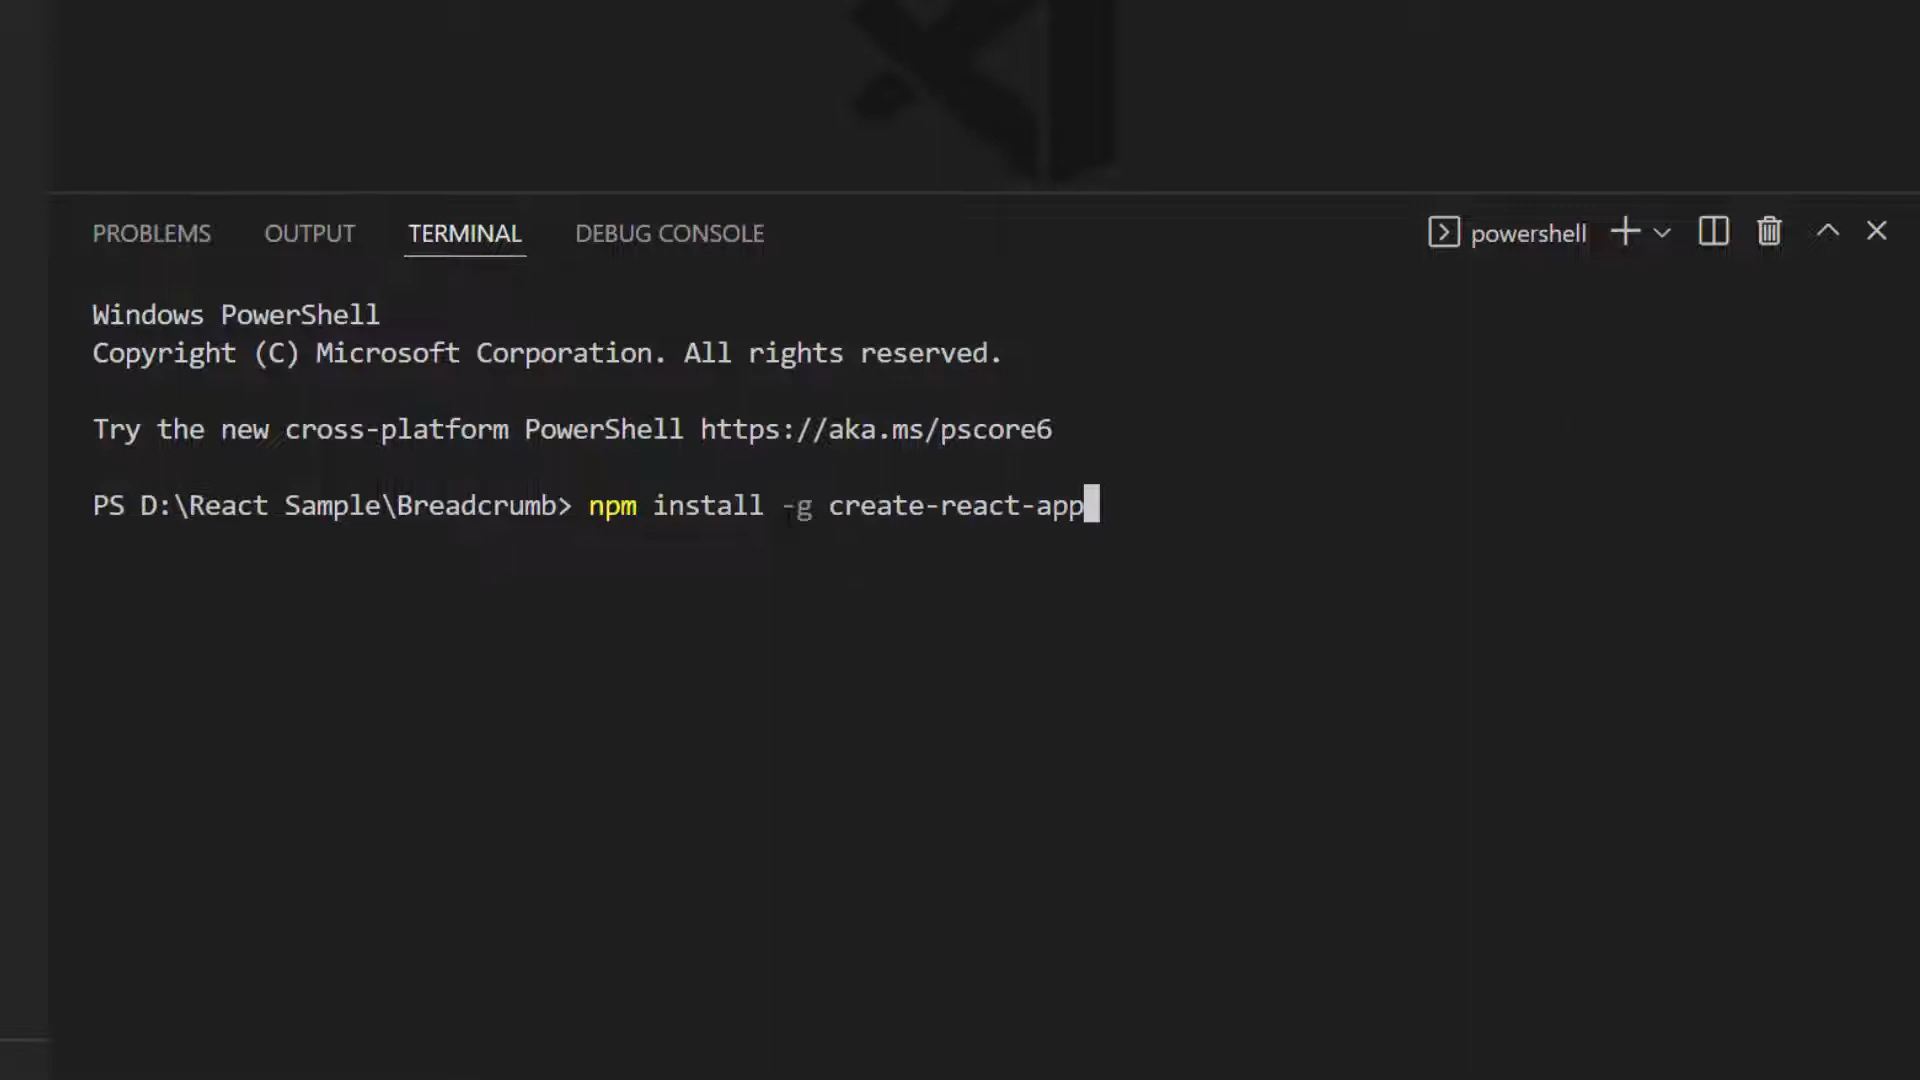 PROBLEMS OUTPUT TERMINAL DEBUG CONSOLE powershell
Windows PowerShell
Copyright (C) Microsoft Corporation. All rights reserved.
Try the new cross-platform PowerShell https://aka.ms/pscore6
PS D:\React Sample\Breadcrumb> npm install -g create-react-app